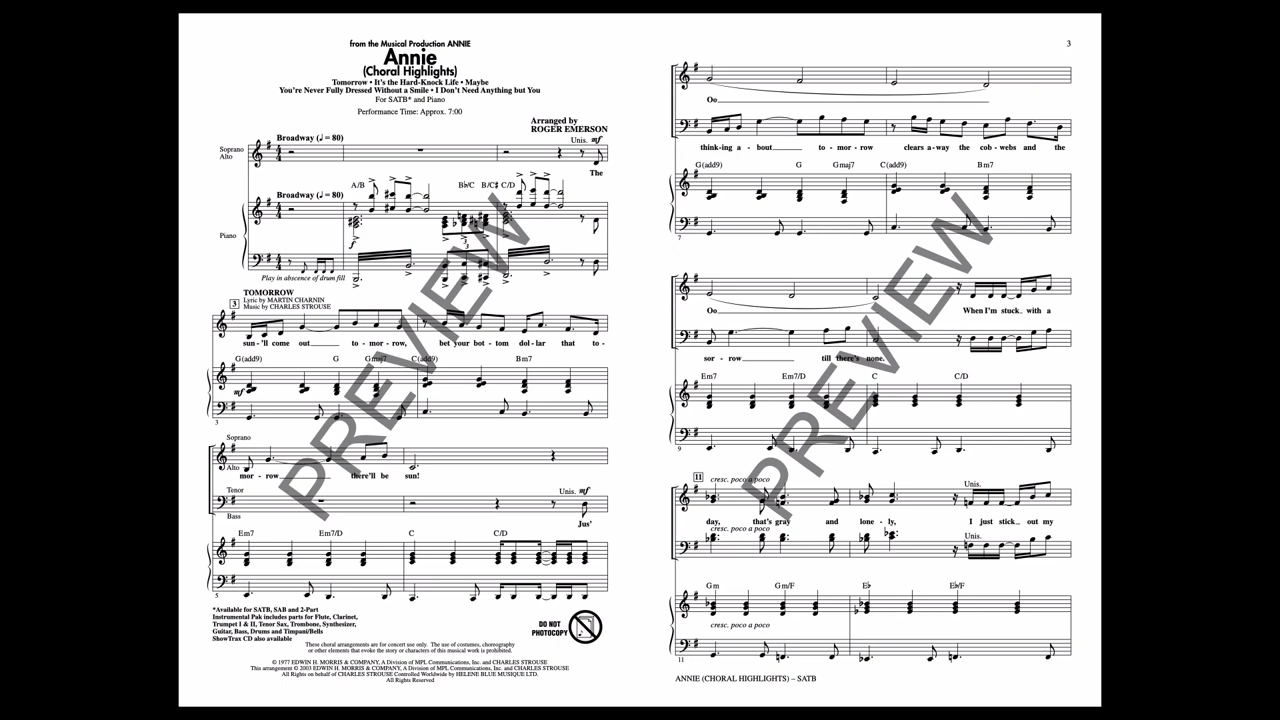 from the Musical Production ANNIE
Annie
(Choral Highlights)
Tomorrow • It's the Hard-Knock Life • Maybe
You're Never Fully Dressed Without a Smile • I Don't Need Anything but You
For SATB* and Piano
Performance Time: Approx. 7:00
Arranged by
ROGER EMERSON
Broadway (♩ = 80)
Unis. mf
Soprano
Alto
The
Broadway (♩ = 80)
A/B B♭/C B/C♯ C/D
Piano
f
3
Play in abscence of drum fill
TOMORROW
Lyric by MARTIN CHARNIN
Music by CHARLES STROUSE
3
sun-'ll come out____ to-mor-row, bet your bot-tom dol-lar that to-
G(add9) G Gmaj7 C(add9) Bm7
mf
3
Soprano
Alto
mor-row____ there'll be sun!
Tenor
Unis. mf
Bass
Jus'
Em7 Em7/D C C/D
5
*Available for SATB, SAB and 2-Part
Instrumental Pak includes parts for Flute, Clarinet,
Trumpet I & II, Tenor Sax, Trombone, Synthesizer,
Guitar, Bass, Drums and Timpani/Bells
ShowTrax CD also available
DO NOT
PHOTOCOPY
These choral arrangements are for concert use only. The use of costumes, choreography
or other elements that evoke the story or characters of this musical work is prohibited.
© 1977 EDWIN H. MORRIS & COMPANY, A Division of MPL Communications, Inc. and CHARLES STROUSE
This arrangement © 2003 EDWIN H. MORRIS & COMPANY, A Division of MPL Communications, Inc. and CHARLES STROUSE
All Rights on behalf of CHARLES STROUSE Controlled Worldwide by HELENE BLUE MUSIQUE LTD.
All Rights Reserved
PREVIEW
3
Oo____
think-ing a-bout____ to-mor-row clears a-way the cob-webs and the
G(add9) G Gmaj7 C(add9) Bm7
7
Oo____ When I'm stuck_ with a
sor-row____ till there's none.
Em7 Em7/D C C/D
9
11
cresc. poco a poco
Unis.
day, that's gray and lone-ly, I just stick_ out my
cresc. poco a poco
Unis.
Gm Gm/F E♭ E♭/F
cresc. poco a poco
11
ANNIE (CHORAL HIGHLIGHTS) – SATB
PREVIEW